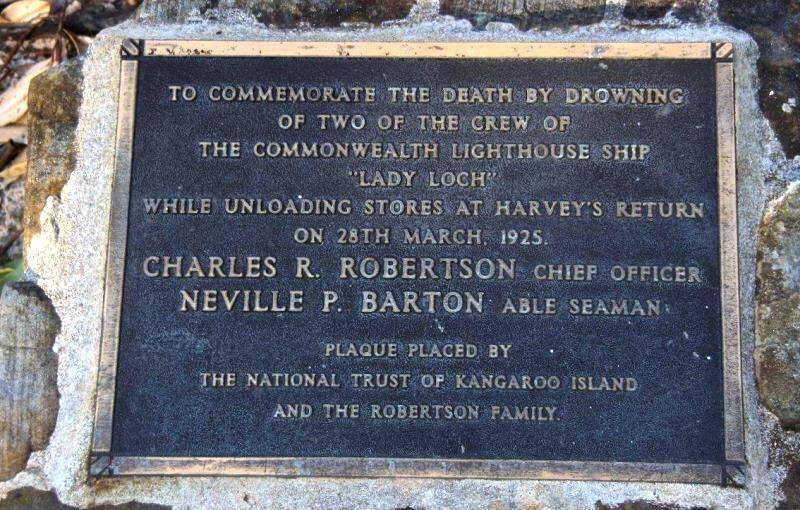 TO COMMEMORATE THE DEATH BY DROWNING
OF TWO OF THE CREW OF
THE COMMONWEALTH LIGHTHOUSE SHIP
"LADY LOCH"
WHILE UNLOADING STORES AT HARVEY'S RETURN
ON 28TH MARCH, 1925.
CHARLES R. ROBERTSON CHIEF OFFICER
NEVILLE P. BARTON ABLE SEAMAN
PLAQUE PLACED BY
THE NATIONAL TRUST OF KANGAROO ISLAND
AND THE ROBERTSON FAMILY.